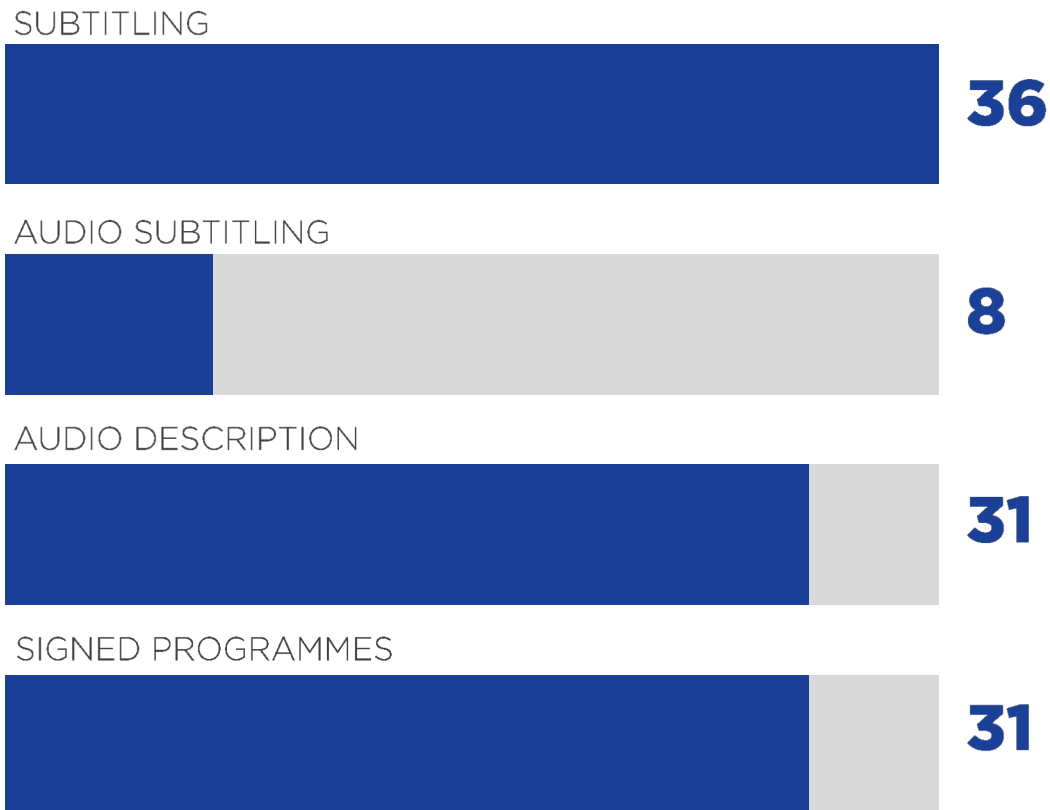 SUBTITLING
36
AUDIO SUBTITLING
8
AUDIO DESCRIPTION
31
SIGNED PROGRAMMES
31